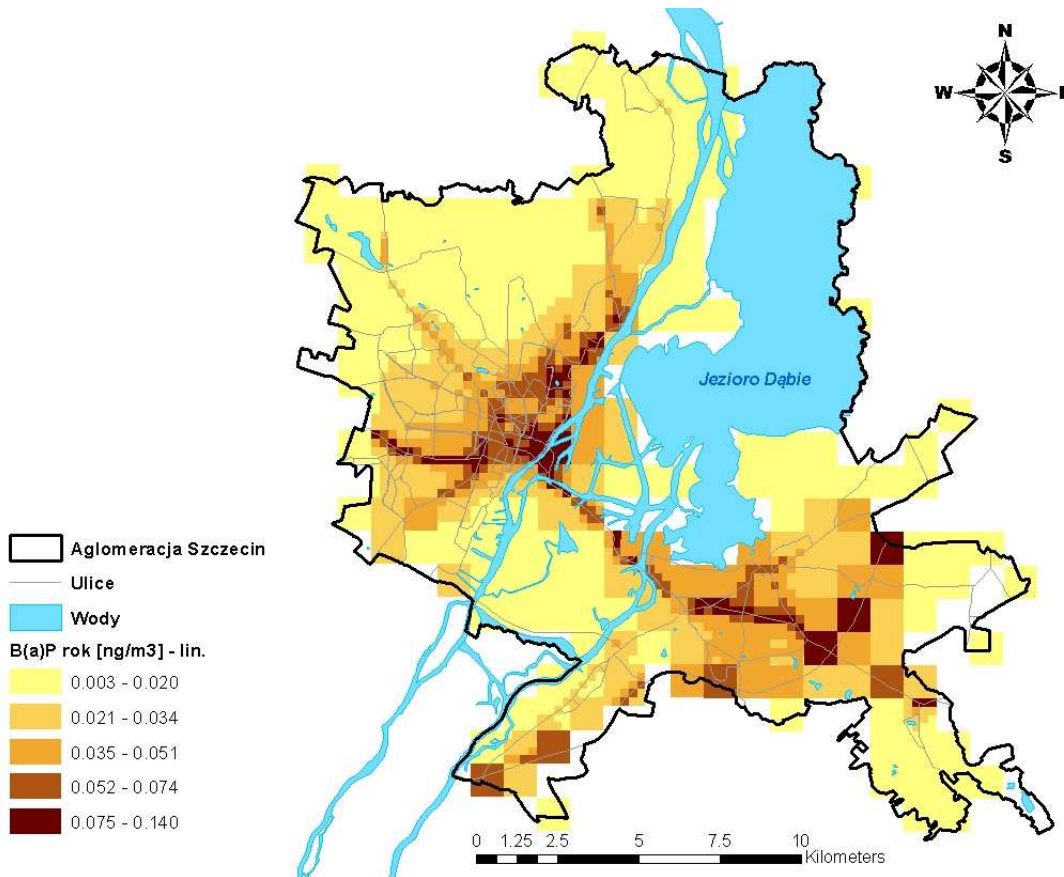 N
W
S
Jezioro Dąbie
Aglomeracja Szczecin
Ulice
Wody
B(a)P rok [ng/m3] - lin.
0.003 - 0.020
0.021 - 0.034
0.035 - 0.051
0.052 - 0.074
0.075 - 0.140
0 1.25 2.5 5 7.5 10
Kilometers